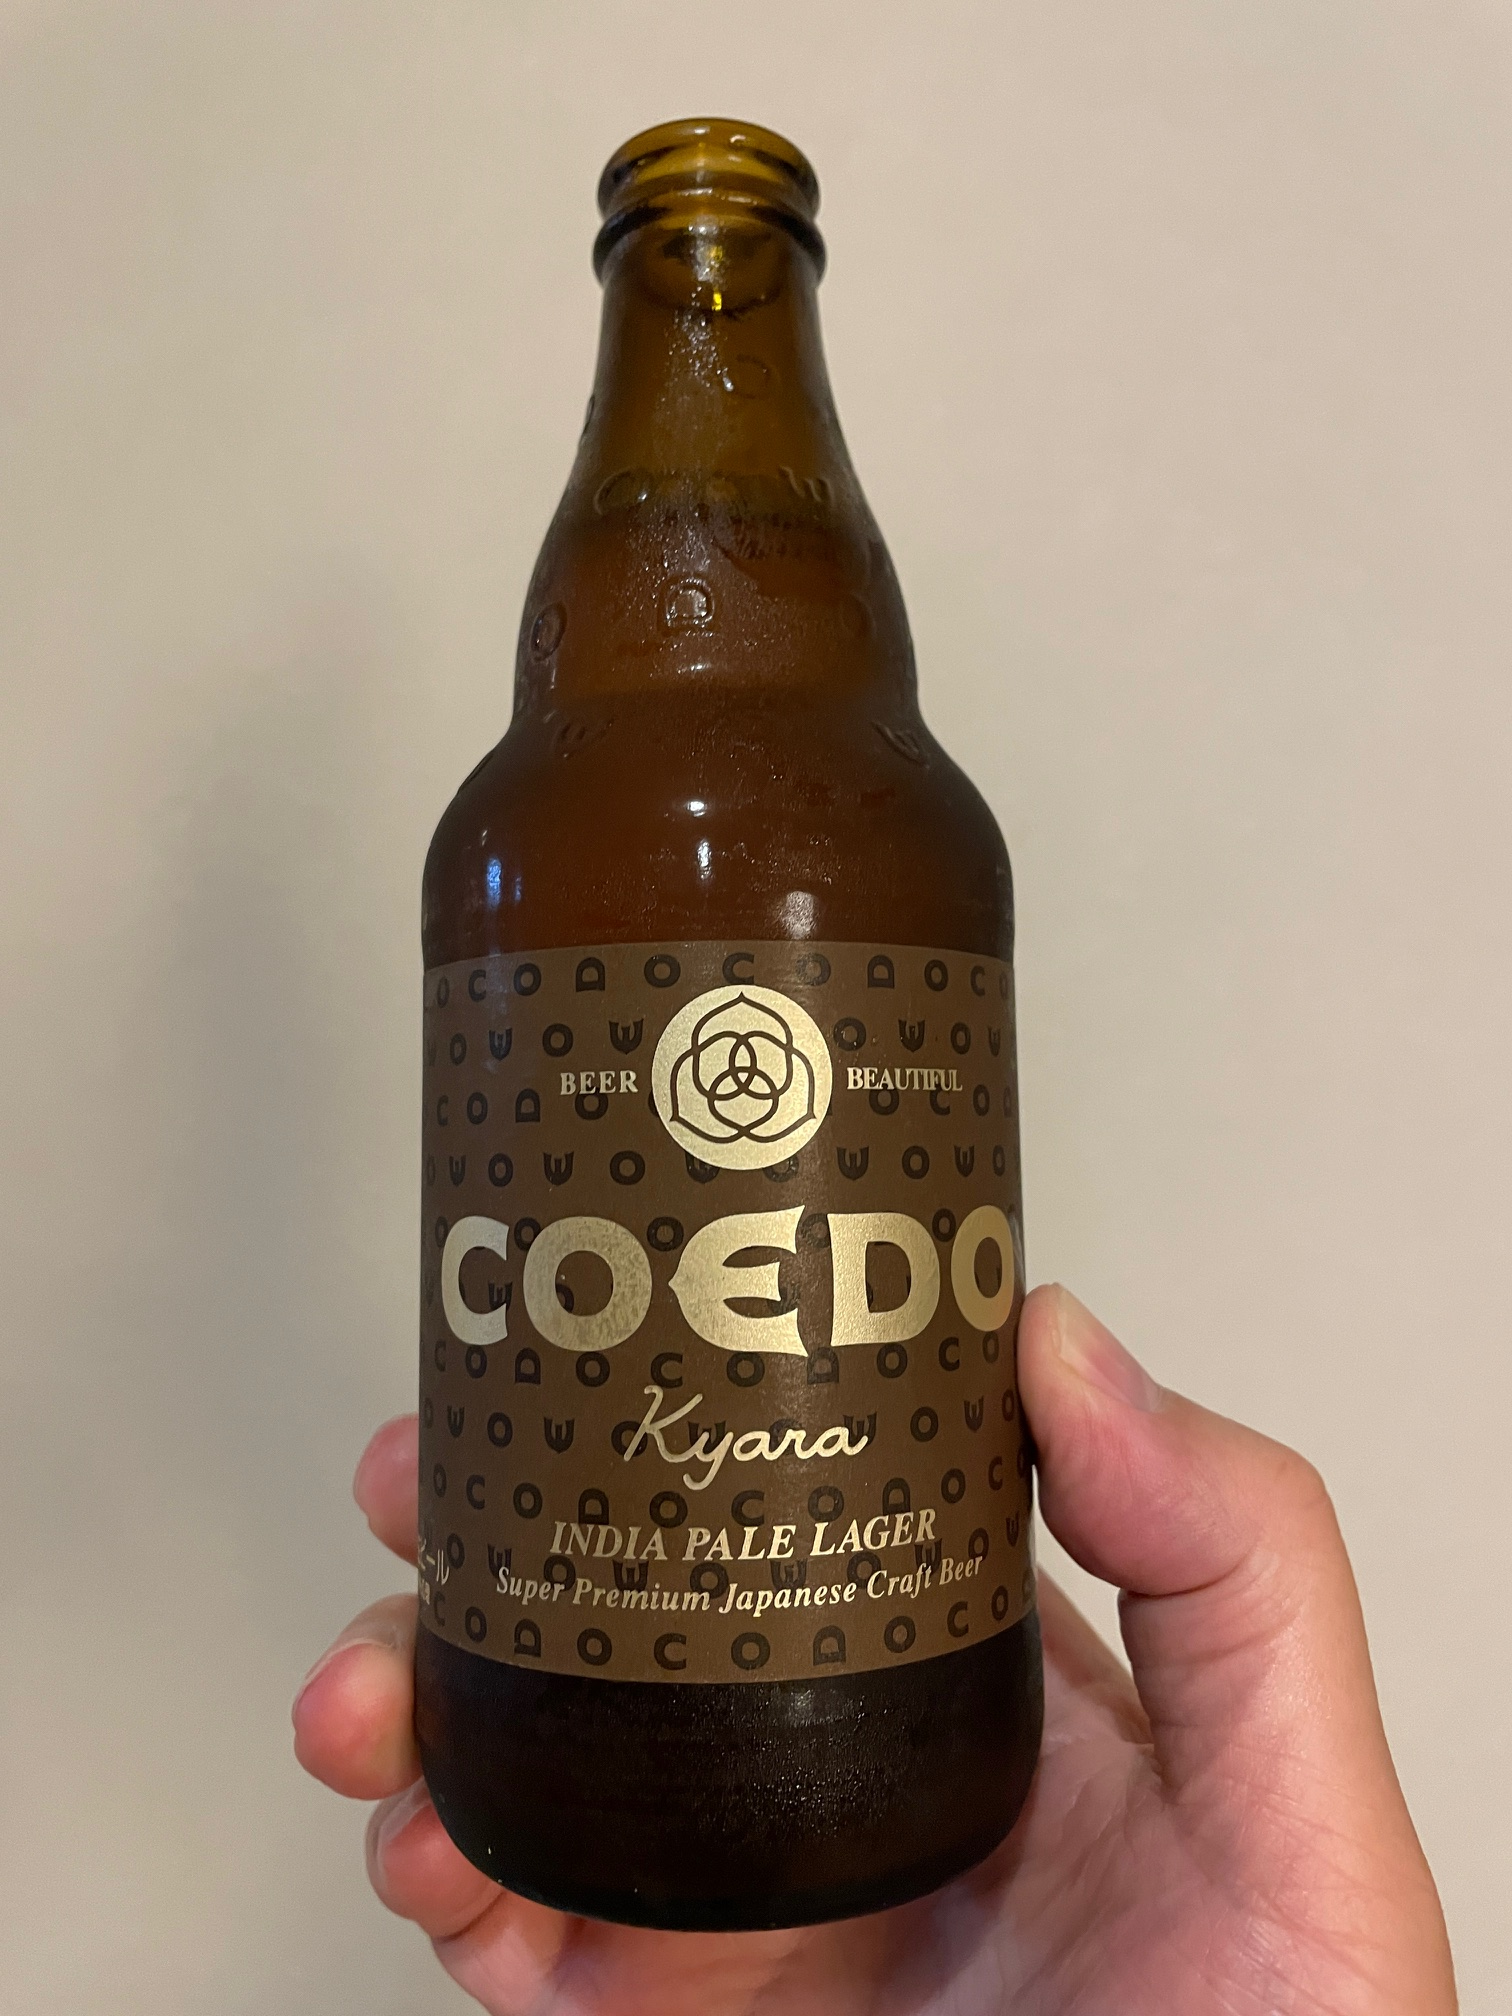 BEER BEAUTIFUL
COEDO
Kyara
INDIA PALE LAGER
Super Premium Japanese Craft Beer